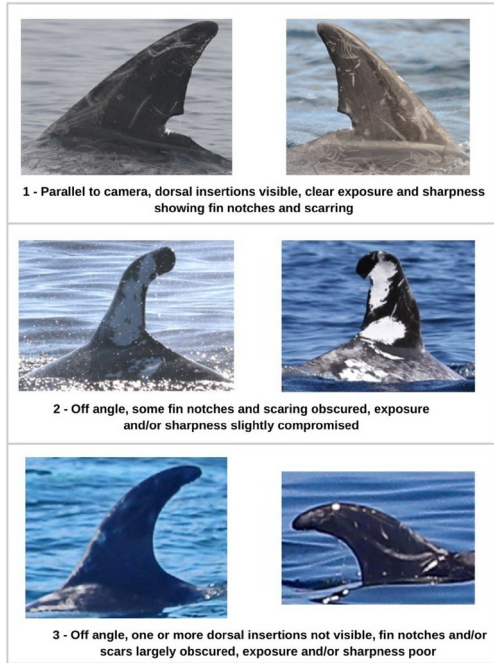 1 - Parallel to camera, dorsal insertions visible, clear exposure and sharpness
showing fin notches and scarring
2 - Off angle, some fin notches and scaring obscured, exposure
and/or sharpness slightly compromised
3 - Off angle, one or more dorsal insertions not visible, fin notches and/or
scars largely obscured, exposure and/or sharpness poor